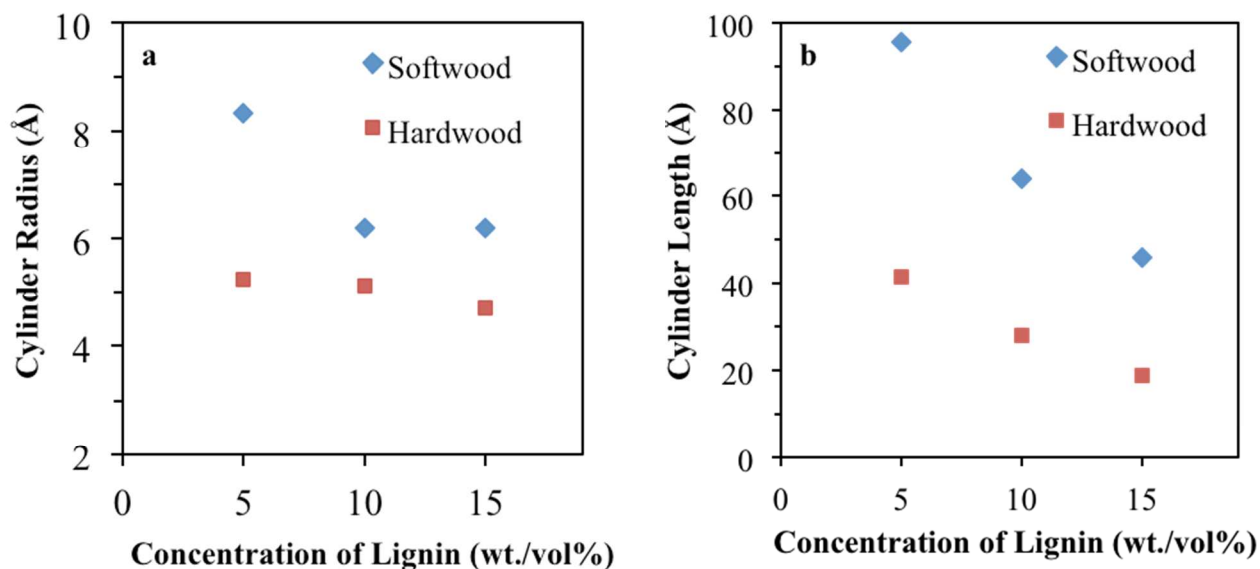 a
Softwood
Hardwood
Cylinder Radius (Å)
10
8
6
4
2
0
5
10
15
Concentration of Lignin (wt./vol%)
b
Softwood
Hardwood
Cylinder Length (Å)
100
80
60
40
20
0
0
5
10
15
Concentration of Lignin (wt./vol%)